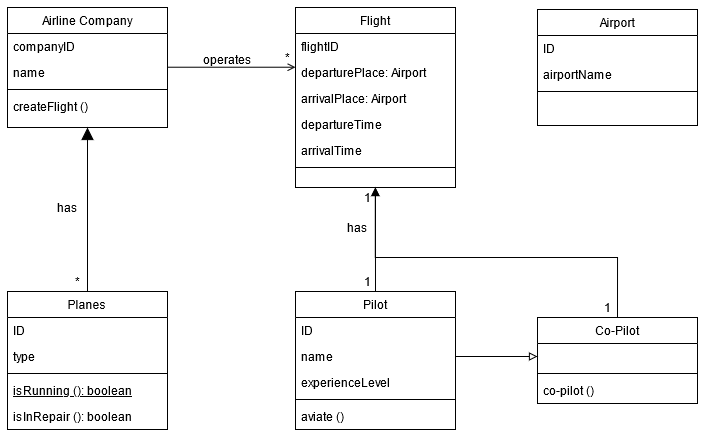 Airline Company
companyID
name
createFlight ()
operates
*
Flight
flightID
departurePlace: Airport
arrivalPlace: Airport
departureTime
arrivalTime
Airport
ID
airportName
has
*
1
has
1
1
Planes
ID
type
isRunning (): boolean
isInRepair (): boolean
Pilot
ID
name
experienceLevel
aviate ()
Co-Pilot
co-pilot ()